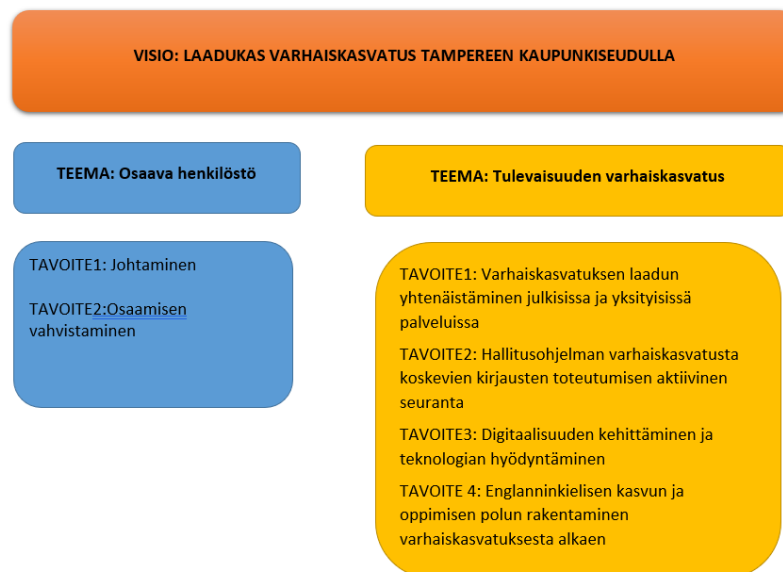 VISIO: LAADUKAS VARHAISKASVATUS TAMPEREEN KAUPUNKISEUDULLA
TEEMA: Osaava henkilöstö
TAVOITE1: Johtaminen
TAVOITE2:Osaamisen
vahvistaminen
TEEMA: Tulevaisuuden varhaiskasvatus
TAVOITE1: Varhaiskasvatuksen laadun
yhtenäistäminen julkisissa ja yksityisissä
palveluissa
TAVOITE2: Hallitusohjelman varhaiskasvatusta
koskevien kirjausten toteutumisen aktiivinen
seuranta
TAVOITE3: Digitaalisuuden kehittäminen ja
teknologian hyödyntäminen
TAVOITE 4: Englanninkielisen kasvun ja
oppimisen polun rakentaminen
varhaiskasvatuksesta alkaen